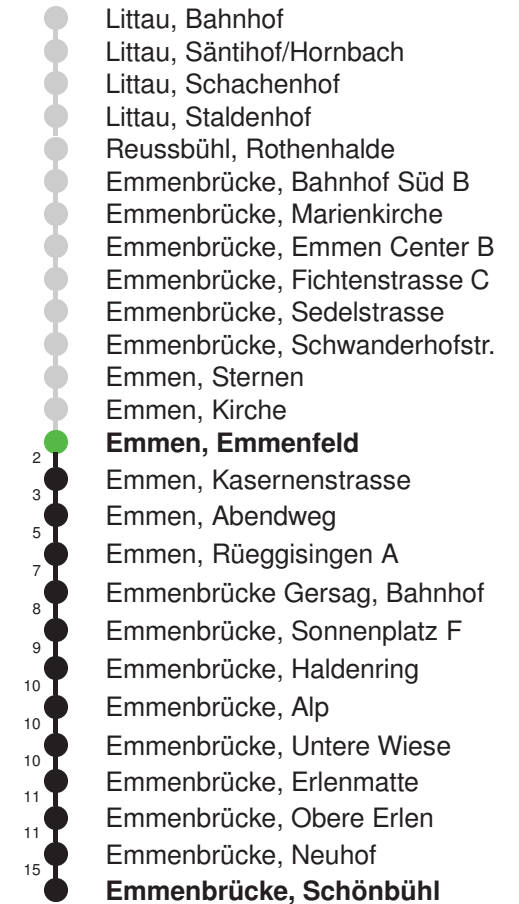 Littau, Bahnhof
Littau, Säntihof/Hornbach
Littau, Schachenhof
Littau, Staldenhof
Reussbühl, Rothenhalde
Emmenbrücke, Bahnhof Süd B
Emmenbrücke, Marienkirche
Emmenbrücke, Emmen Center B
Emmenbrücke, Fichtenstrasse C
Emmenbrücke, Sedelstrasse
Emmenbrücke, Schwanderhofstr.
Emmen, Sternen
Emmen, Kirche
Emmen, Emmenfeld
2 Emmen, Kasernenstrasse
3 Emmen, Abendweg
5 Emmen, Rüeggisingen A
7 Emmenbrücke Gersag, Bahnhof
8 Emmenbrücke, Sonnenplatz F
9 Emmenbrücke, Haldenring
10 Emmenbrücke, Alp
10 Emmenbrücke, Untere Wiese
10 Emmenbrücke, Erlenmatte
11 Emmenbrücke, Obere Erlen
11 Emmenbrücke, Neuhof
15 Emmenbrücke, Schönbühl